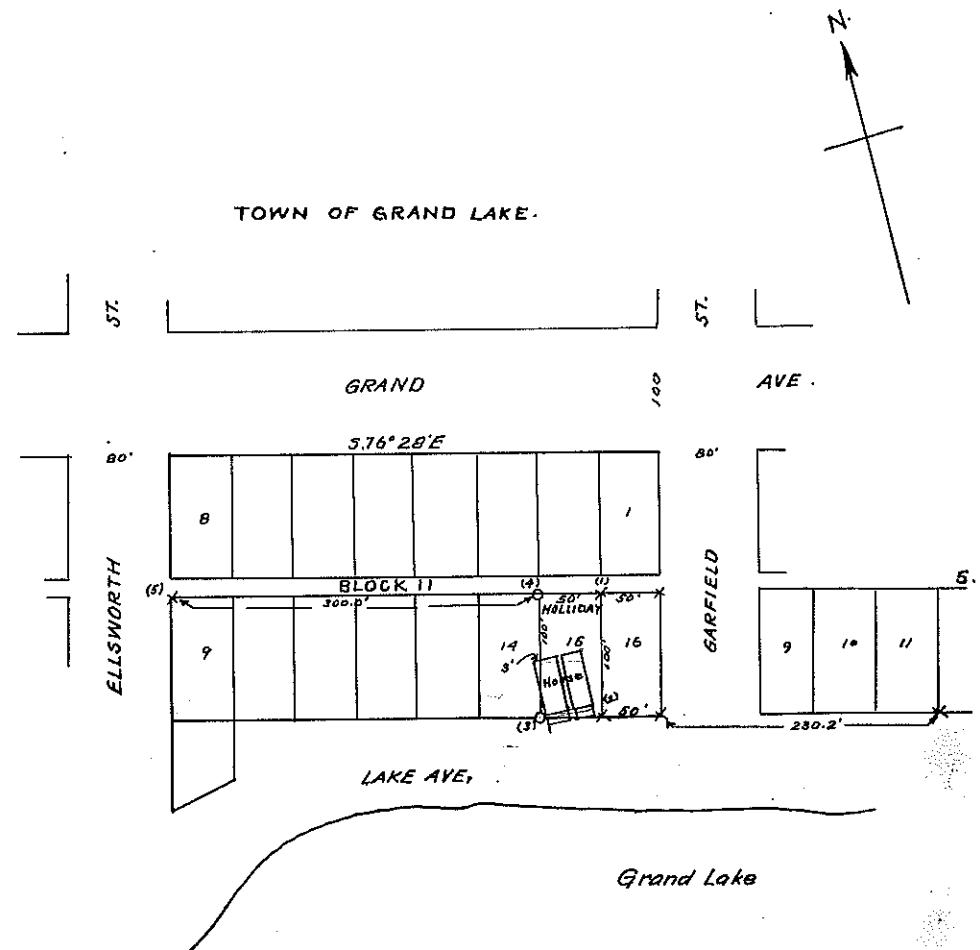 N.
TOWN OF GRAND LAKE.
ST.
ST.
GRAND
100
AVE.
S.76°28'E
80'
80'
8
1
ELLSWORTH
GARFIELD
(5)
BLOCK 11
(4)
(1)
S.
300.0'
50'
50'
HOLLIDAY
9
14
100'
15
100'
16
9
10
11
3'
House
(2)
(3)
50'
230.2'
LAKE AVE,
Grand Lake